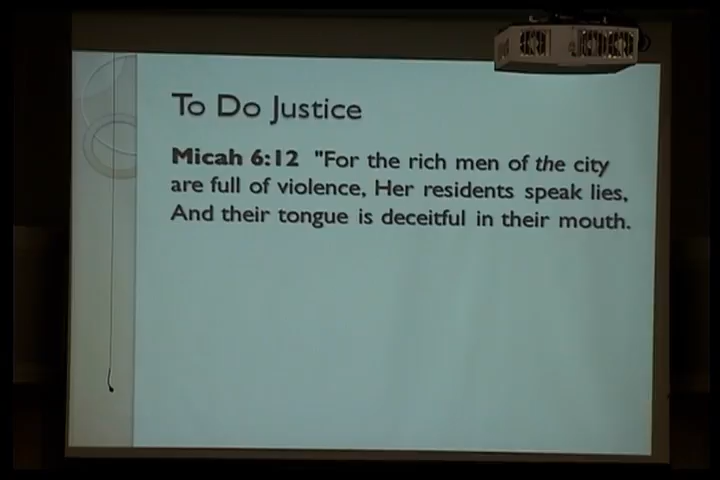 To Do Justice
Micah 6:12 "For the rich men of the city
are full of violence, Her residents speak lies,
And their tongue is deceitful in their mouth.